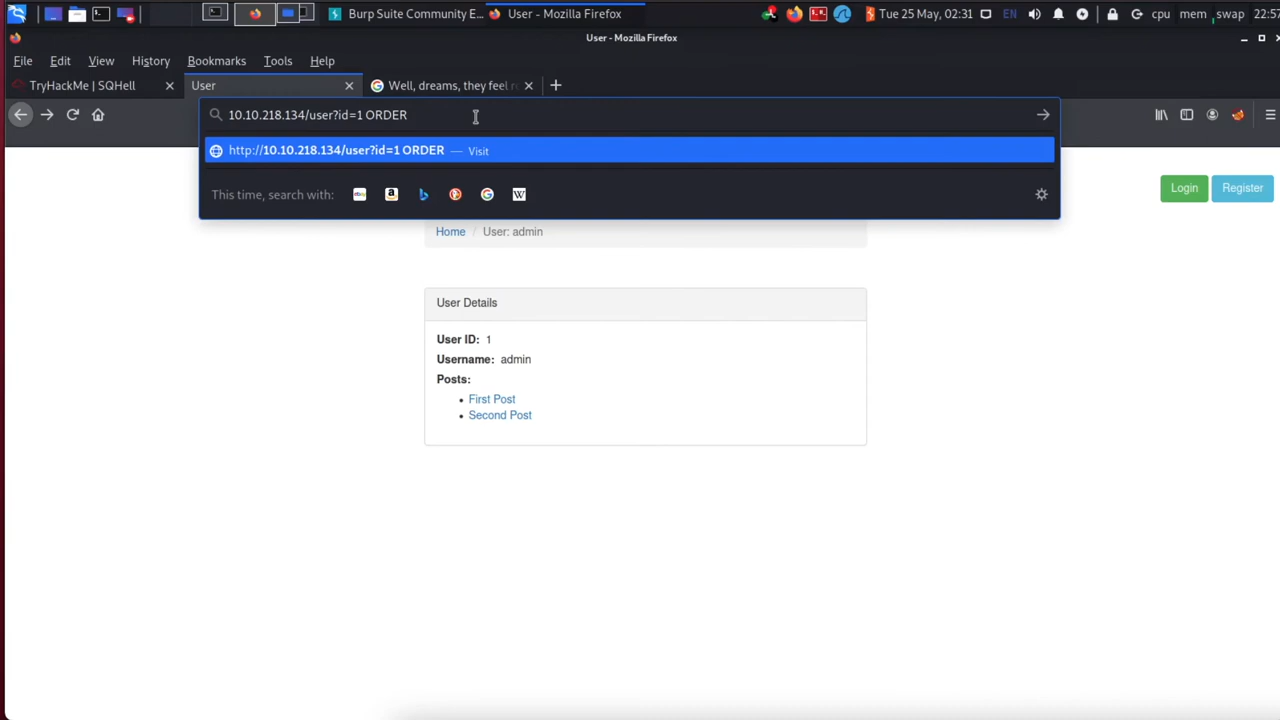 Burp Suite Community E...
User - Mozilla Firefox
Tue 25 May, 02:31
EN
cpu
mem
swap
22:57
User - Mozilla Firefox
File
Edit
View
History
Bookmarks
Tools
Help
TryHackMe | SQHell
User
Well, dreams, they feel r
10.10.218.134/user?id=1 ORDER
http://10.10.218.134/user?id=1 ORDER — Visit
This time, search with:
Login
Register
Home / User: admin
User Details
User ID: 1
Username: admin
Posts:
First Post
Second Post